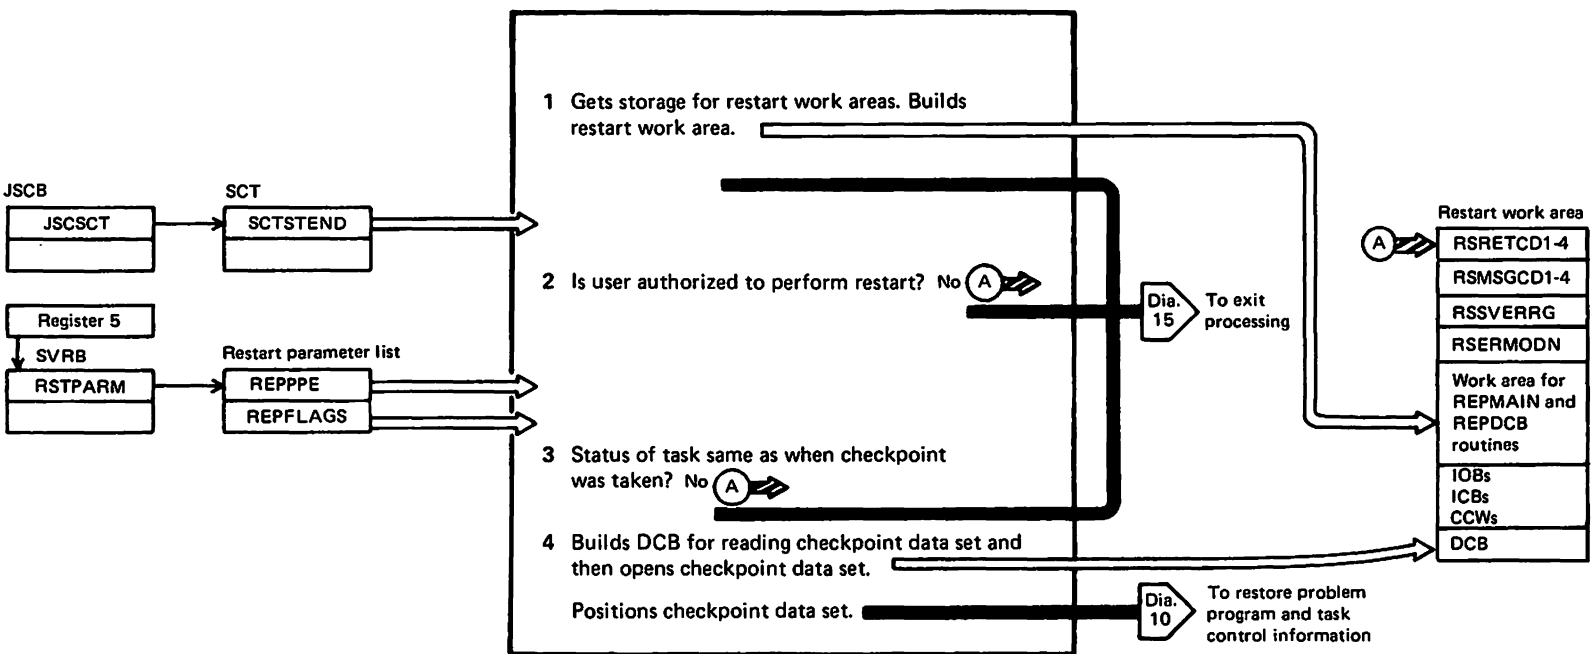 1 Gets storage for restart work areas. Builds
restart work area.
JSCB
JSCSCT
SCT
SCTSTEND
2 Is user authorized to perform restart? No A
Dia.
15
To exit
processing
Register 5
SVRB
RSTPARM
Restart parameter list
REPPPE
REPFLAGS
3 Status of task same as when checkpoint
was taken? No A
4 Builds DCB for reading checkpoint data set and
then opens checkpoint data set.
Positions checkpoint data set.
Dia.
10
To restore problem
program and task
control information
Restart work area
A
RSRETCD1-4
RSMSGCD1-4
RSSVERRG
RSERMODN
Work area for
REPMAIN and
REPDCB
routines
IOBs
ICBs
CCWs
DCB